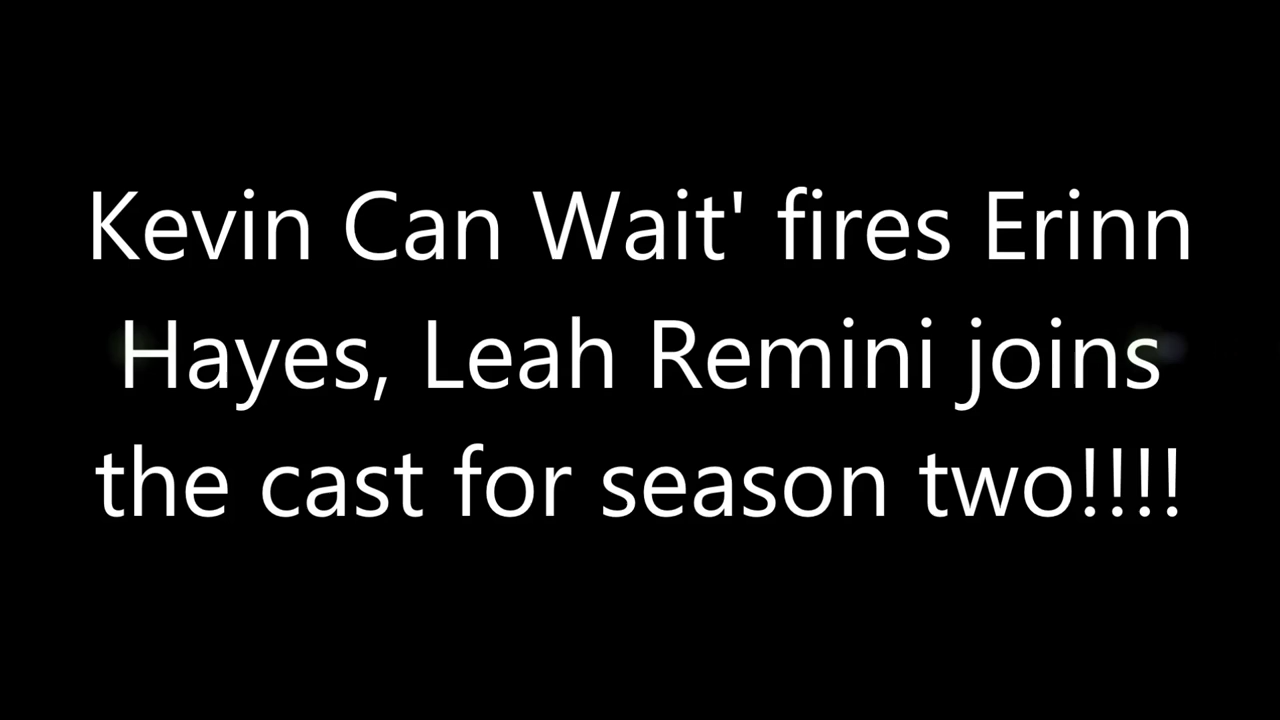 Kevin Can Wait' fires Erinn
Hayes, Leah Remini joins
the cast for season two!!!!